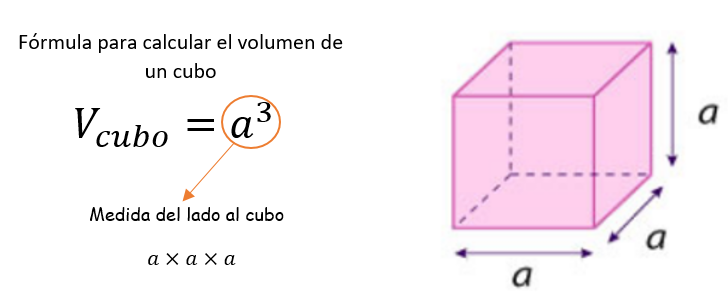 Fórmula para calcular el volumen de
un cubo
V_cubo = a³
Medida del lado al cubo
a × a × a
a
a
a